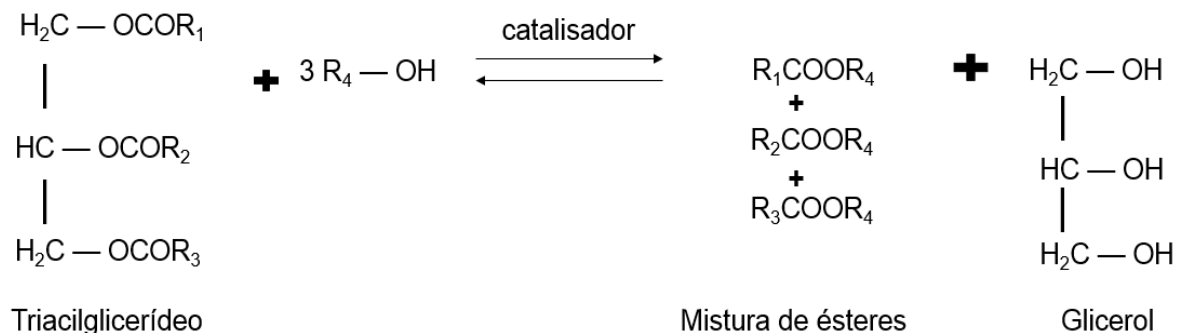 H₂C — OCOR₁
HC — OCOR₂
H₂C — OCOR₃
Triacilglicerídeo
+
3 R₄ — OH
catalisador
R₁COOR₄
+
R₂COOR₄
+
R₃COOR₄
Mistura de ésteres
+
H₂C — OH
HC — OH
H₂C — OH
Glicerol